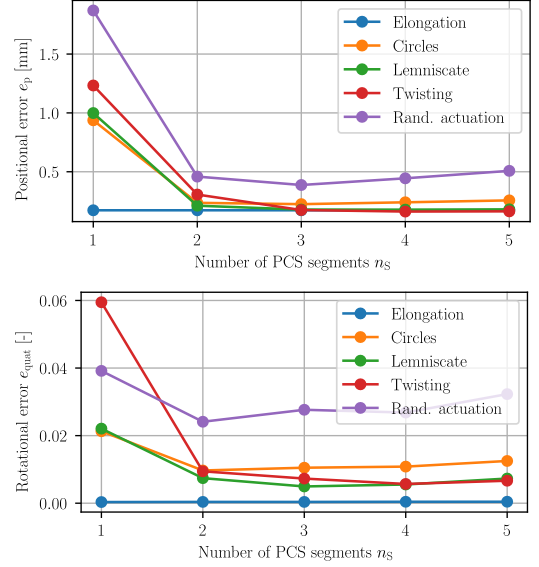 Positional error e_p [mm]
1.5
1.0
0.5
Elongation
Circles
Lemniscate
Twisting
Rand. actuation
1 2 3 4 5
Number of PCS segments n_S
Rotational error e_quat [-]
0.06
0.04
0.02
0.00
Elongation
Circles
Lemniscate
Twisting
Rand. actuation
1 2 3 4 5
Number of PCS segments n_S